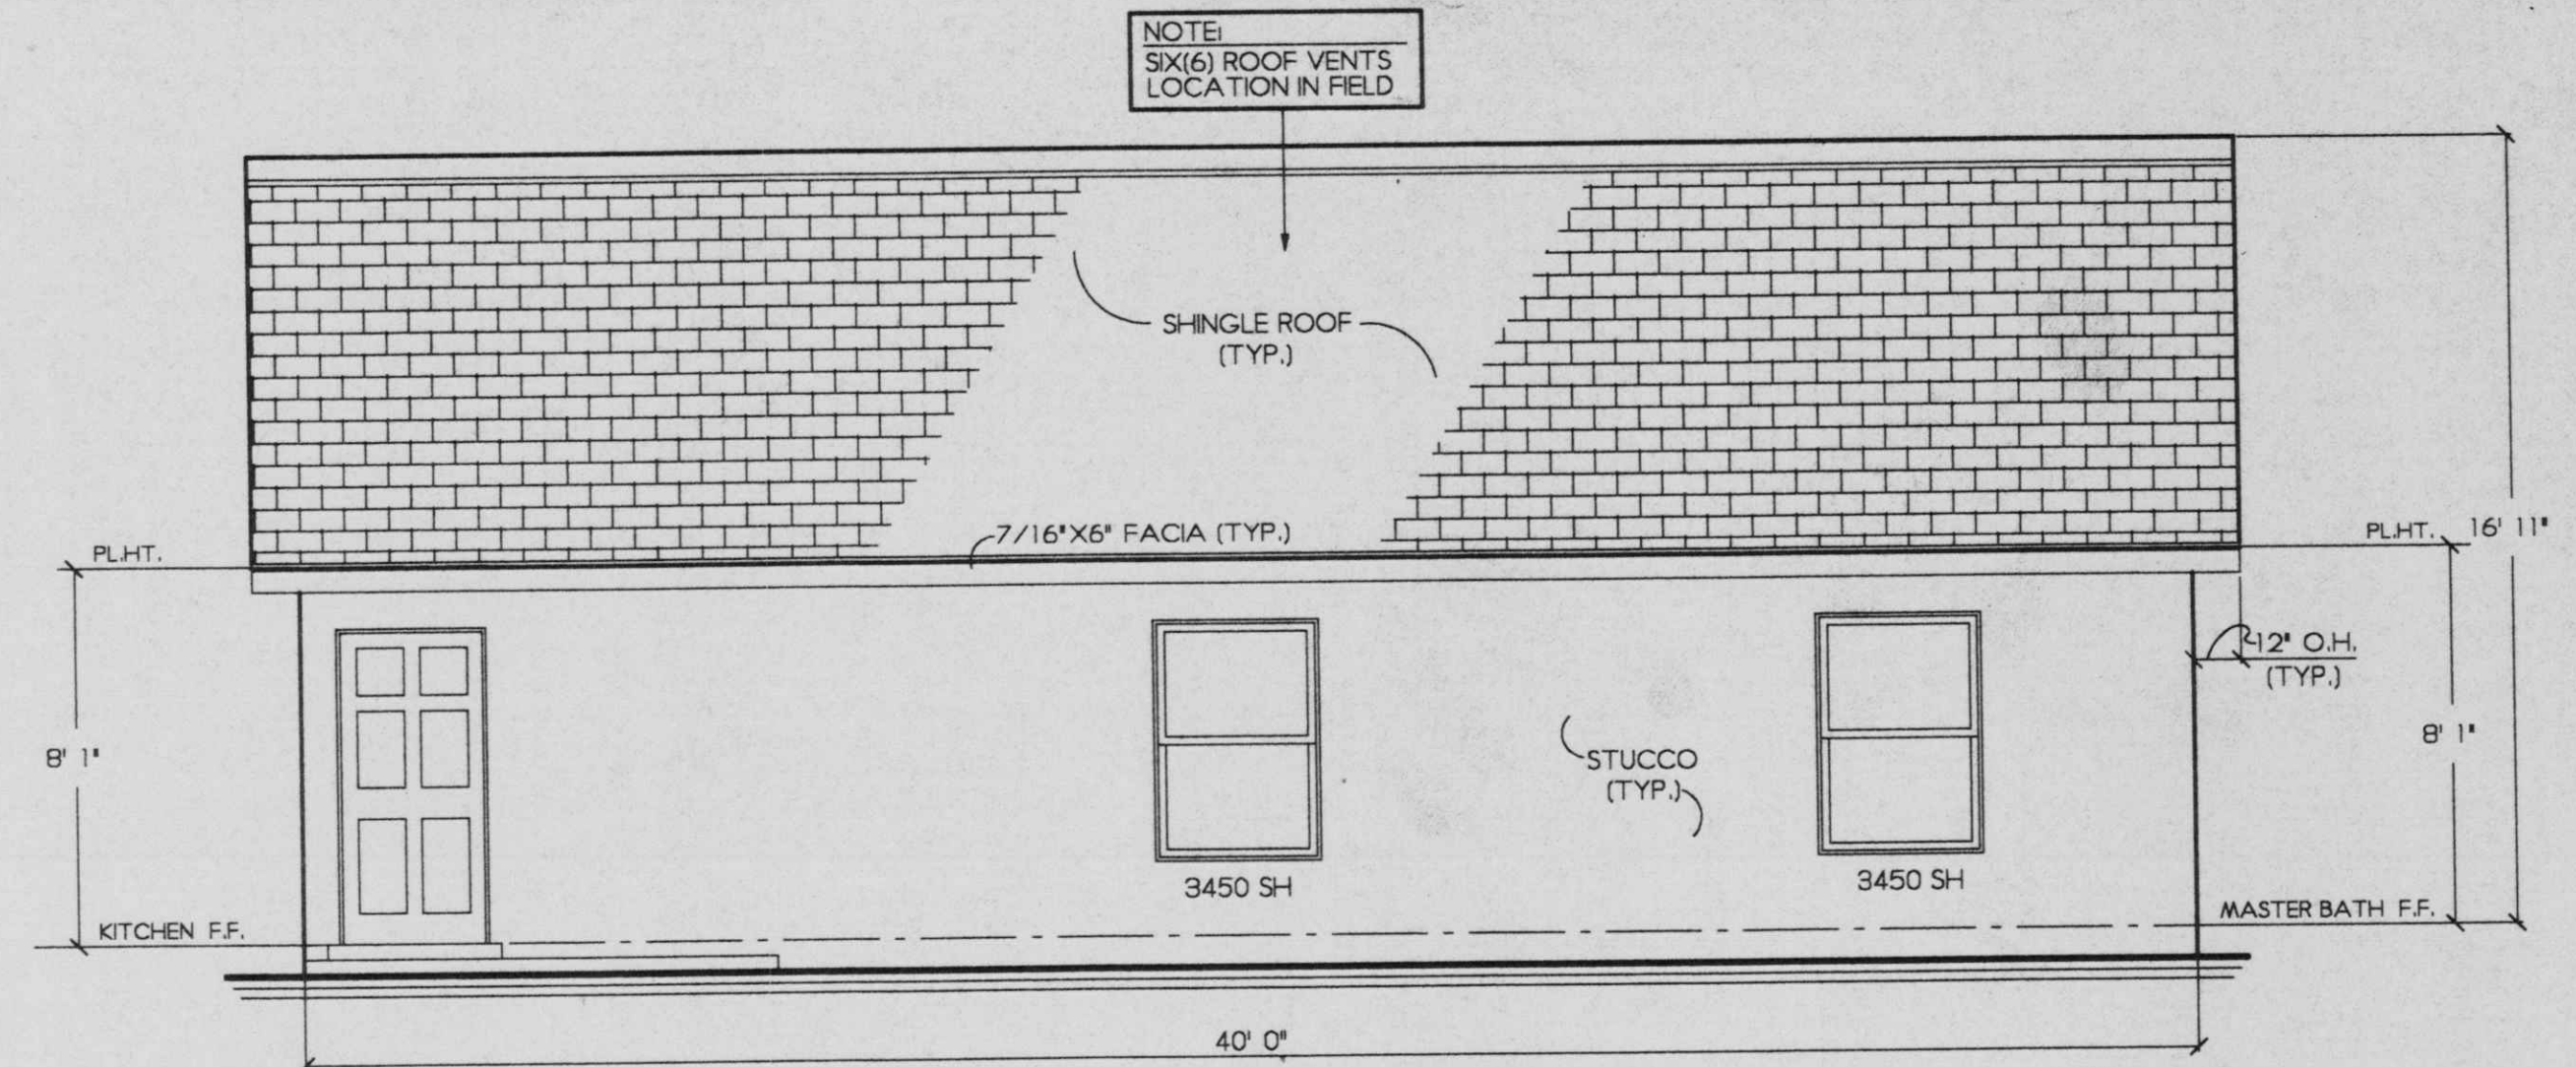 NOTE:
SIX(6) ROOF VENTS
LOCATION IN FIELD
SHINGLE ROOF
(TYP.)
7/16"X6" FACIA (TYP.)
PL.HT.
PL.HT.
16' 11"
12" O.H.
(TYP.)
8' 1"
STUCCO
(TYP.)
8' 1"
3450 SH
3450 SH
KITCHEN F.F.
MASTER BATH F.F.
40' 0"